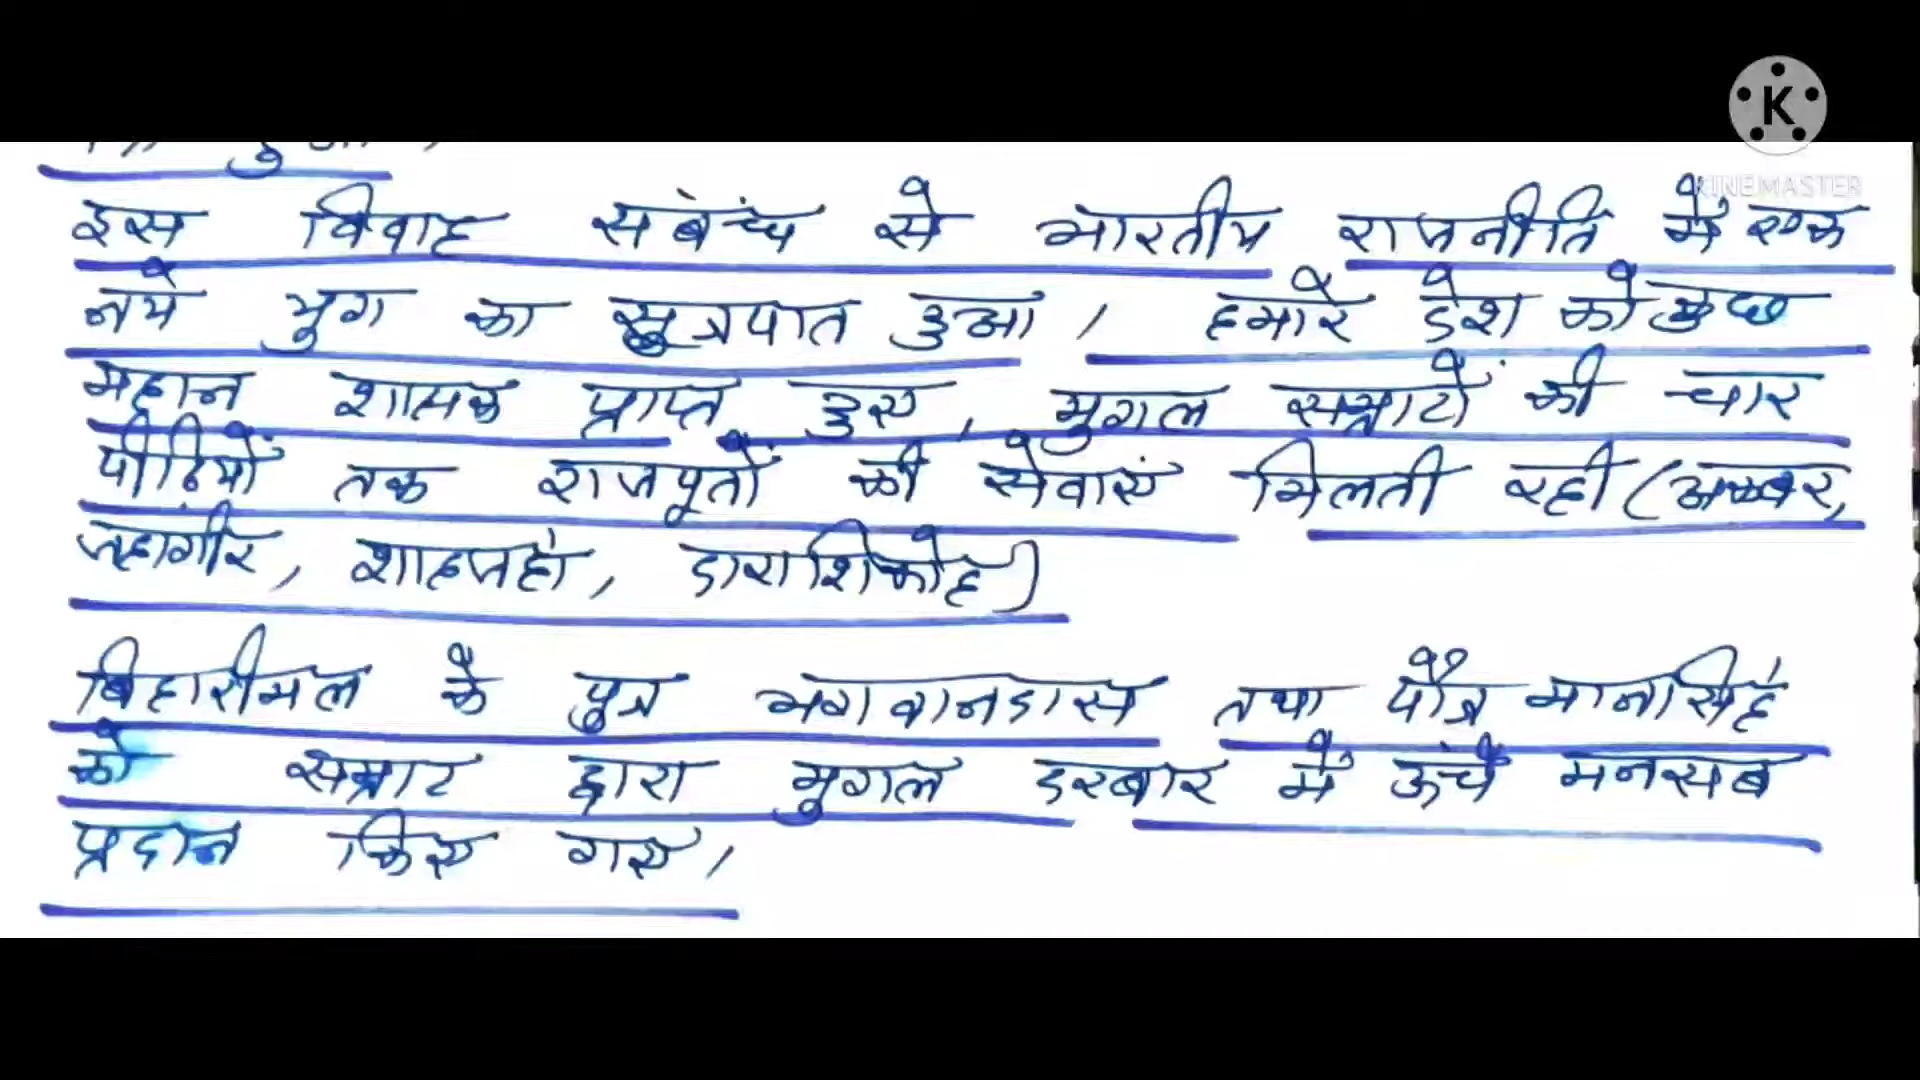 K
KINEMASTER
इस विवाह संबंध से भारतीय राजनीति में एक
नये युग का सूत्रपात हुआ, हमारे देश को कुछ
महान शासक प्राप्त हुए, मुगल सम्राटों की चार
पीढ़ियों तक राजपूतों की सेवाएं मिलती रही (अकबर,
जहांगीर, शाहजहां, दाराशिकोह)
बिहारीमल के पुत्र भगवानदास तथा पौत्र मानसिंह
को सम्राट द्वारा मुगल दरबार में ऊंचे मनसब
प्रदान किए गए,